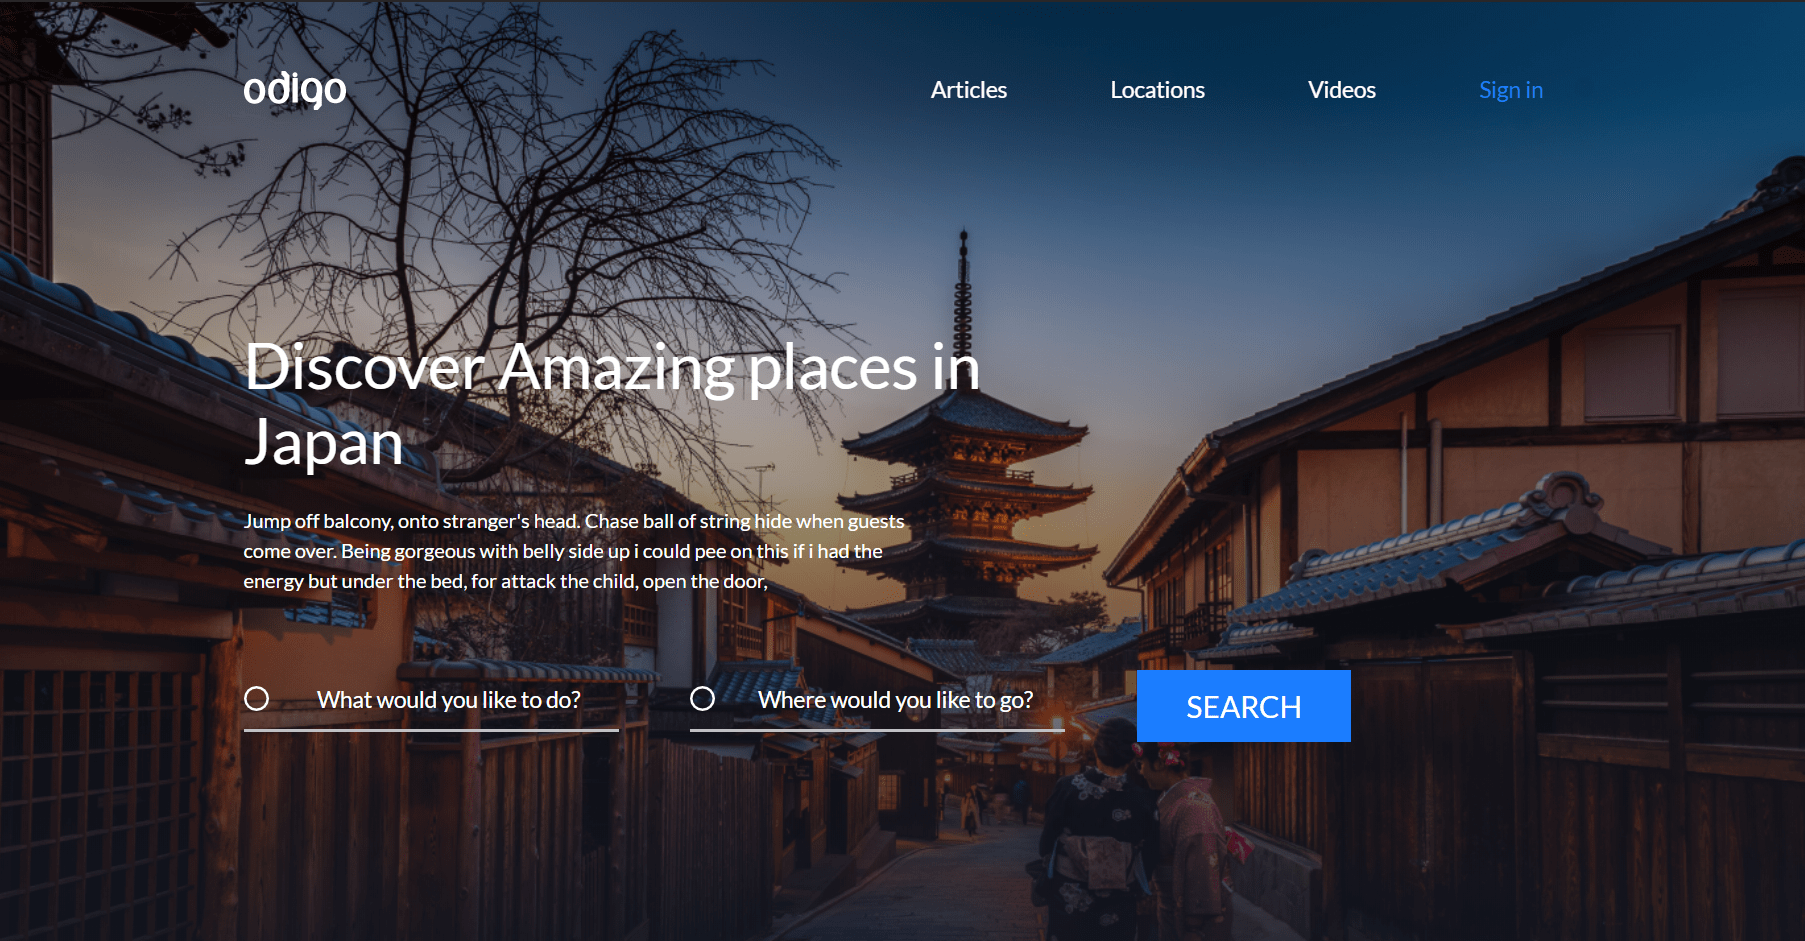 odigo
Articles
Locations
Videos
Sign in
Discover Amazing places in
Japan
Jump off balcony, onto stranger's head. Chase ball of string hide when guests
come over. Being gorgeous with belly side up i could pee on this if i had the
energy but under the bed, for attack the child, open the door,
What would you like to do?
Where would you like to go?
SEARCH